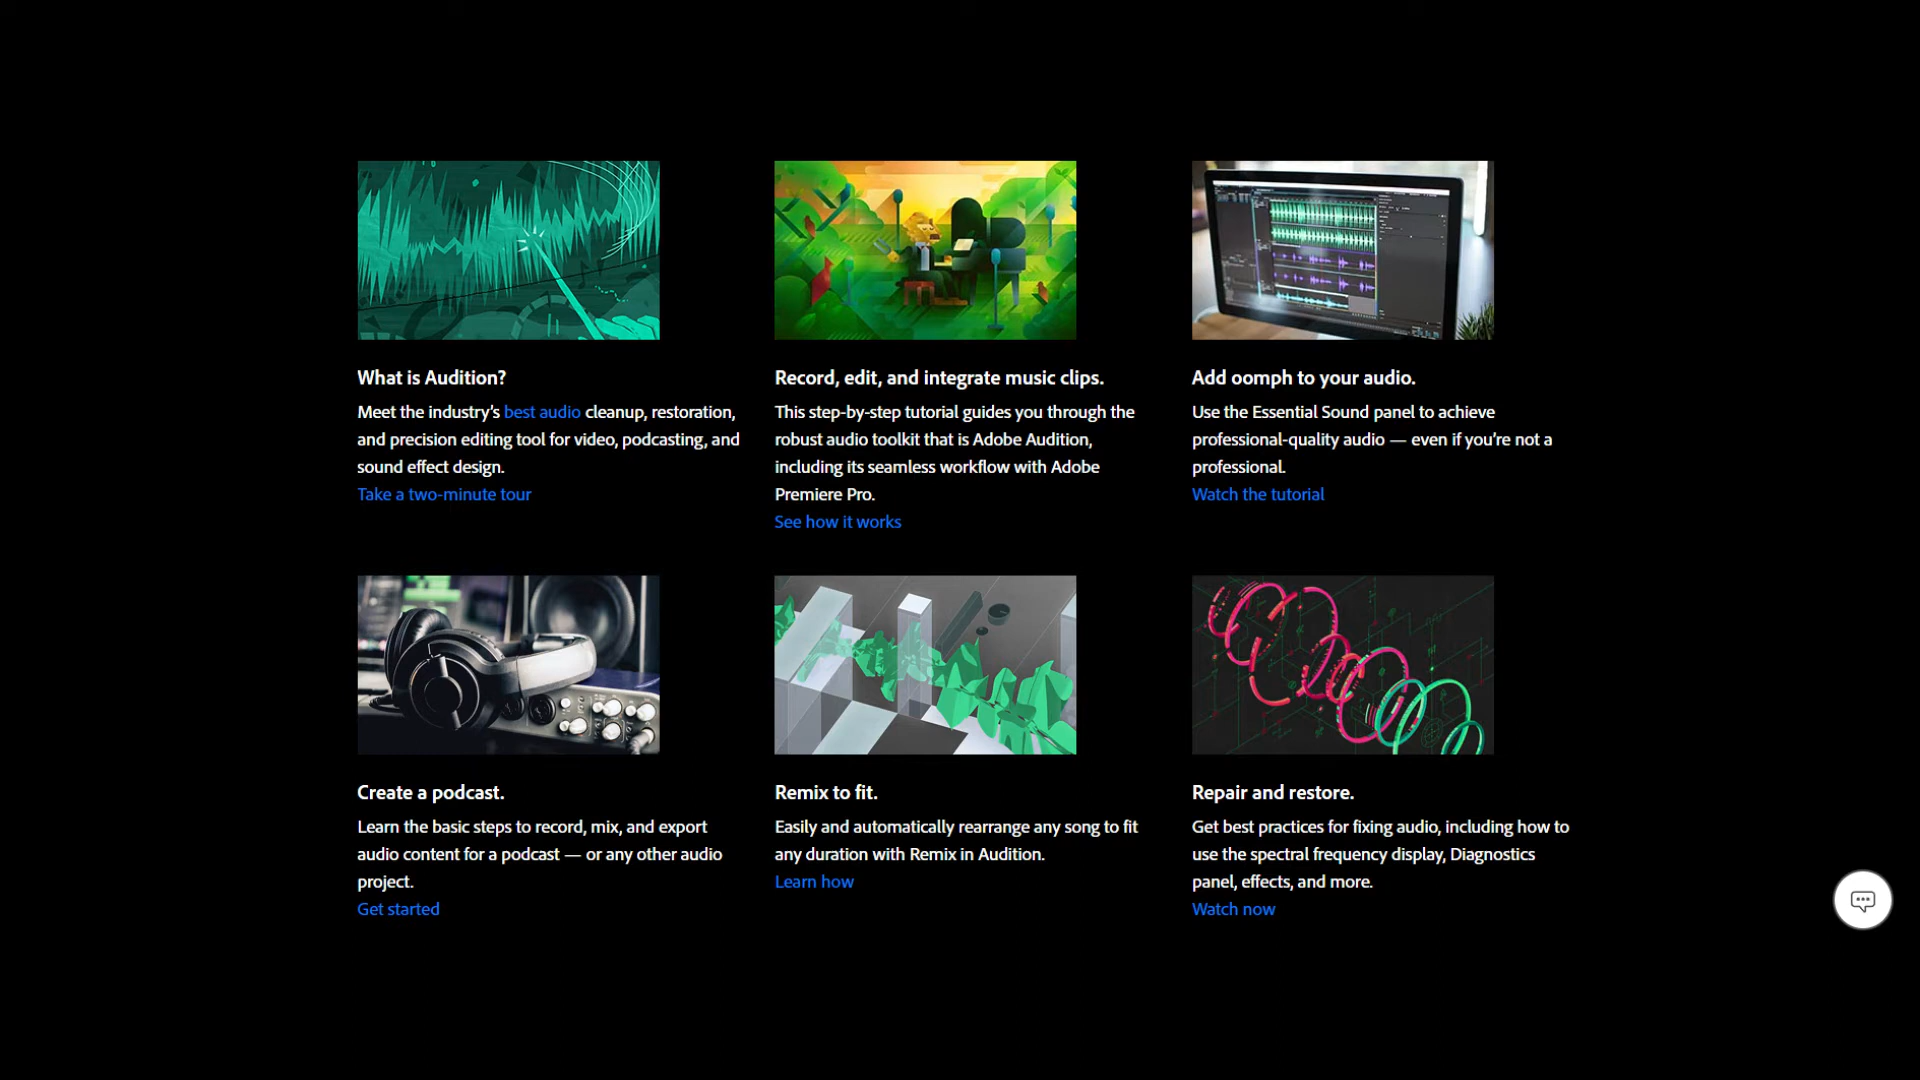 What is Audition?
Meet the industry's best audio cleanup, restoration,
and precision editing tool for video, podcasting, and
sound effect design.
Take a two-minute tour
Record, edit, and integrate music clips.
This step-by-step tutorial guides you through the
robust audio toolkit that is Adobe Audition,
including its seamless workflow with Adobe
Premiere Pro.
See how it works
Add oomph to your audio.
Use the Essential Sound panel to achieve
professional-quality audio — even if you're not a
professional.
Watch the tutorial
Create a podcast.
Learn the basic steps to record, mix, and export
audio content for a podcast — or any other audio
project.
Get started
Remix to fit.
Easily and automatically rearrange any song to fit
any duration with Remix in Audition.
Learn how
Repair and restore.
Get best practices for fixing audio, including how to
use the spectral frequency display, Diagnostics
panel, effects, and more.
Watch now